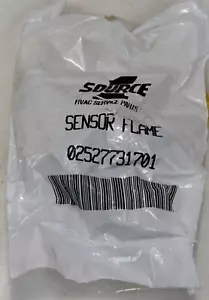 SOURCE 1
HVAC SERVICE PARTS
SENSOR FLAME
02527731701